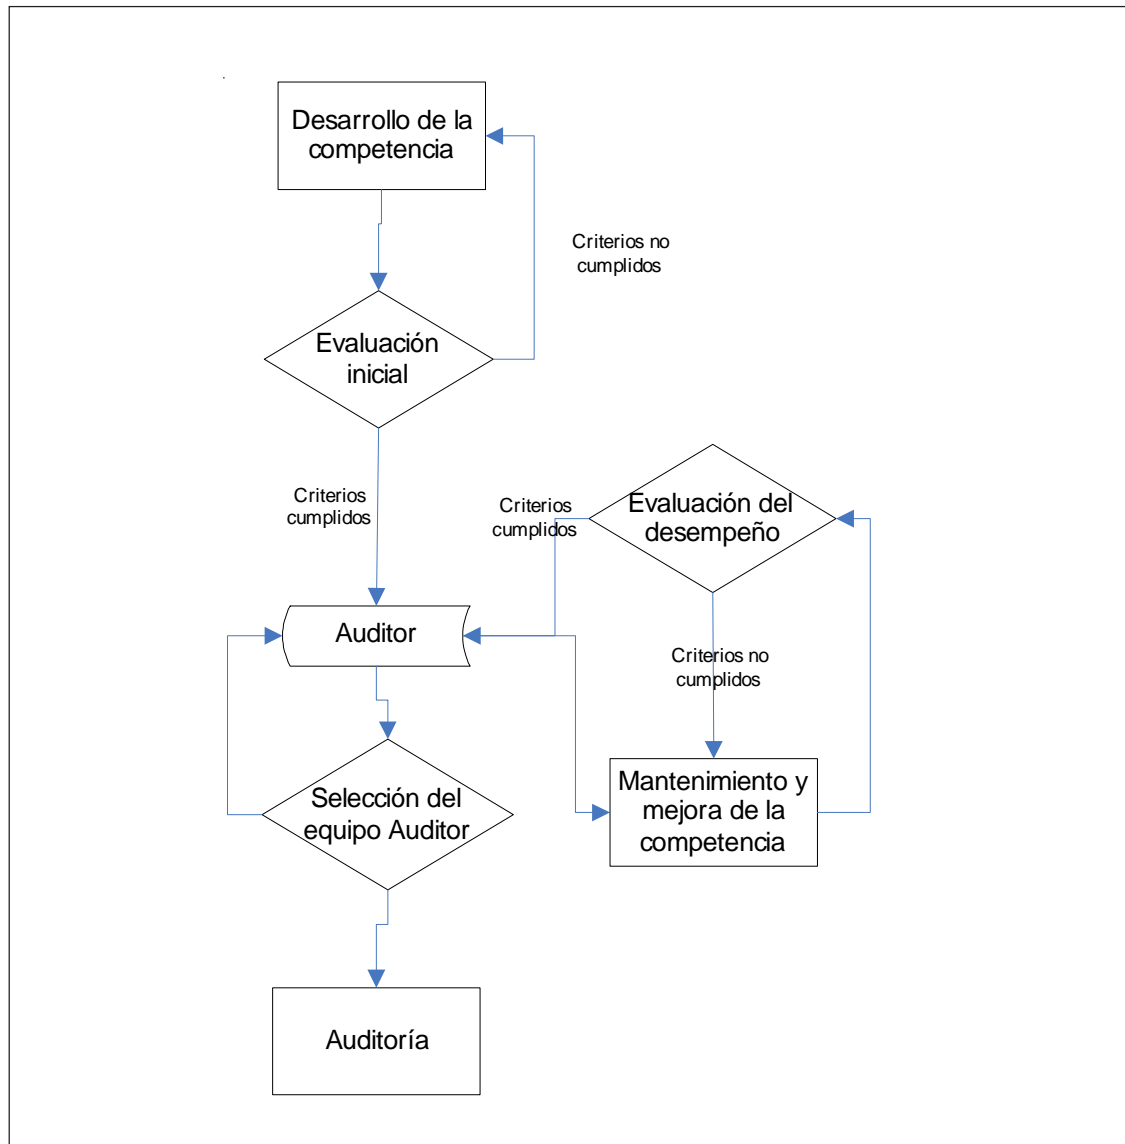 Desarrollo de la
competencia
Criterios no
cumplidos
Evaluación
inicial
Criterios
cumplidos
Criterios
cumplidos
Evaluación del
desempeño
Auditor
Criterios no
cumplidos
Selección del
equipo Auditor
Mantenimiento y
mejora de la
competencia
Auditoría